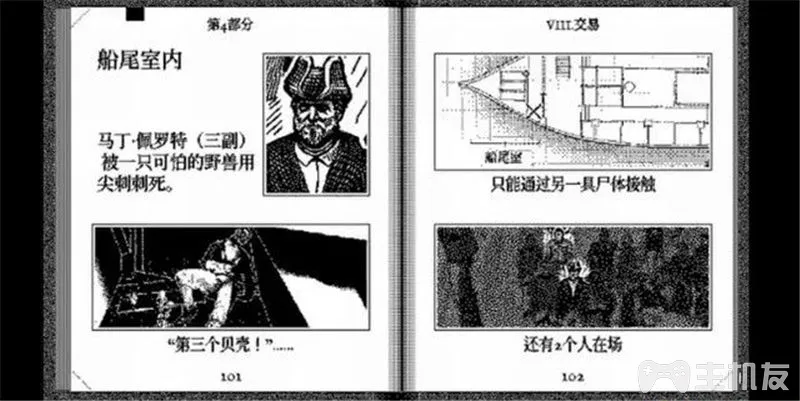 第4部分
船尾室内
马丁·佩罗特（三副）
被一只可怕的野兽用
尖刺刺死。
“第三个贝壳！”......
101
VIII.交易
船尾室
只能通过另一具尸体接触
还有2个人在场
102
主机友